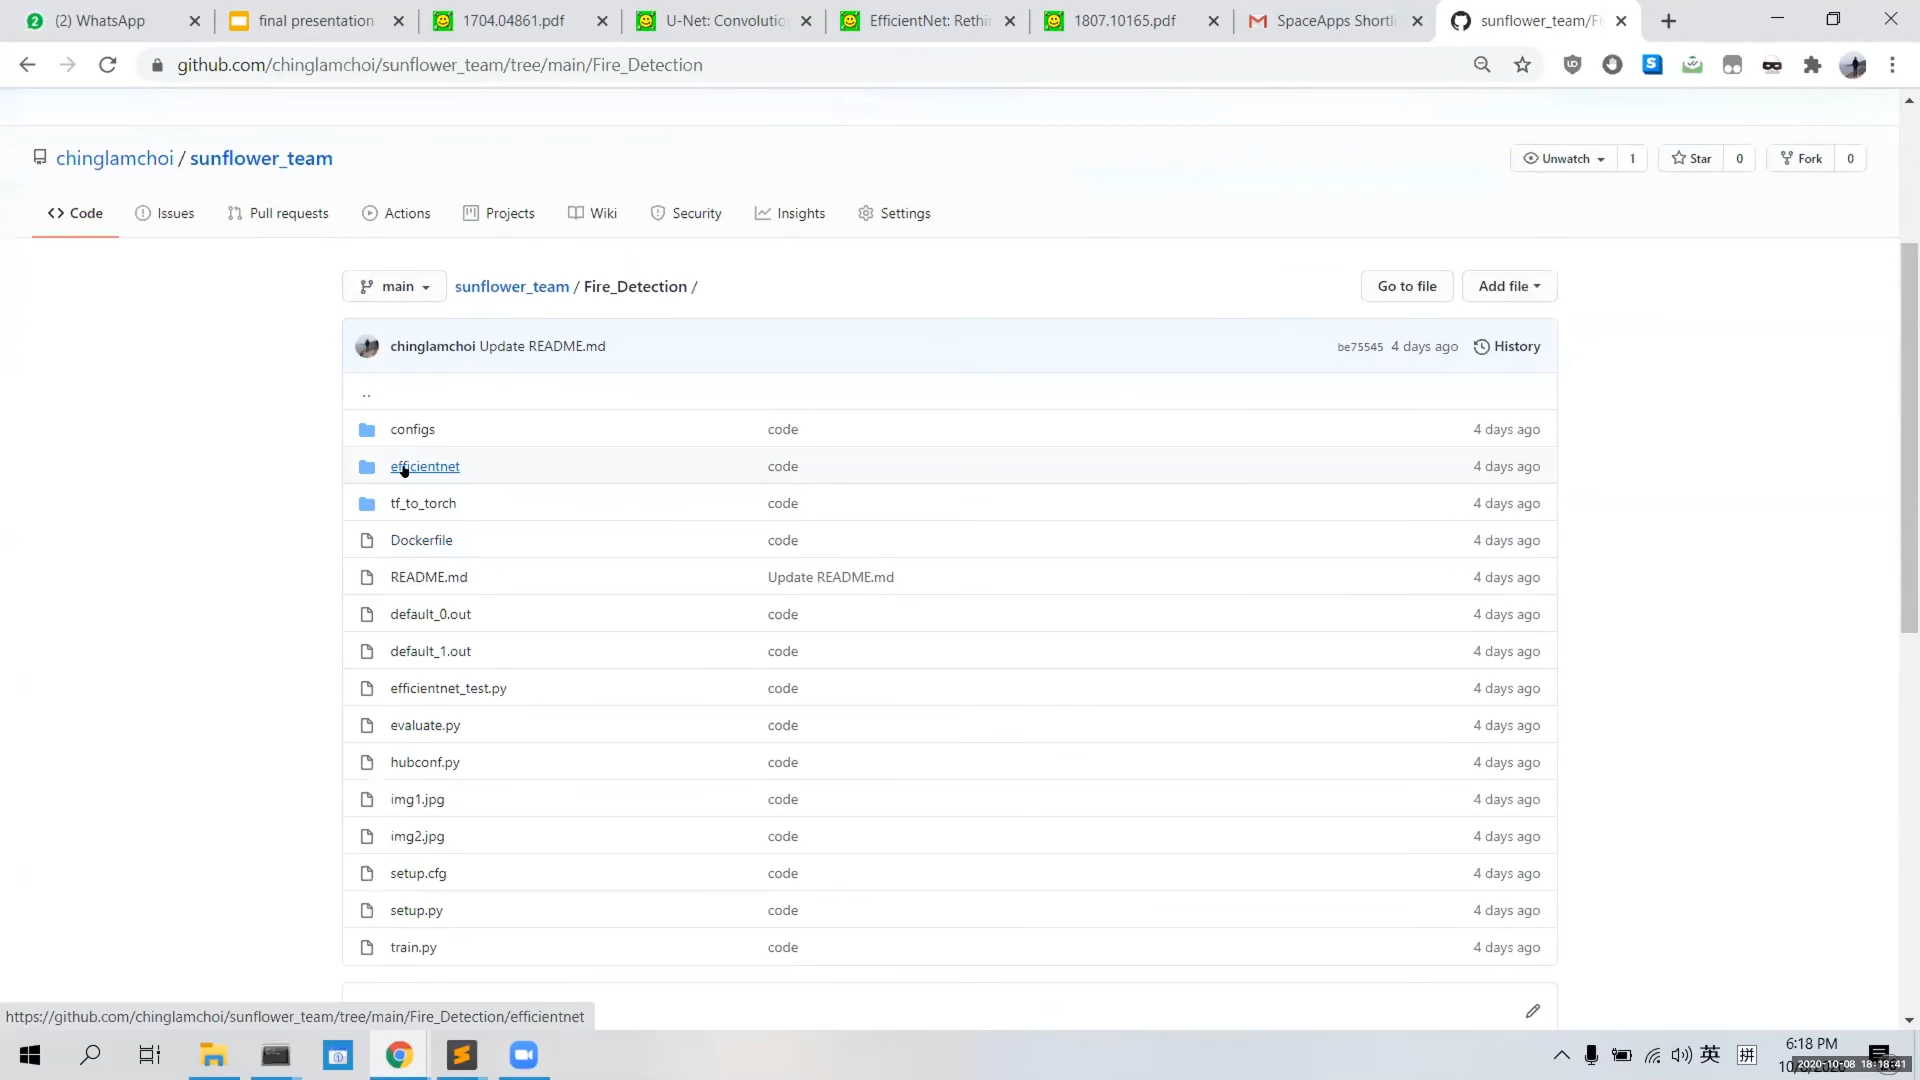 (2) WhatsApp
final presentation
1704.04861.pdf
U-Net: Convolutio
EfficientNet: Rethi
1807.10165.pdf
SpaceApps Shortli
sunflower_team/Fi
github.com/chinglamchoi/sunflower_team/tree/main/Fire_Detection
chinglamchoi / sunflower_team
Unwatch 1
Star 0
Fork 0
Code
Issues
Pull requests
Actions
Projects
Wiki
Security
Insights
Settings
main
sunflower_team / Fire_Detection /
Go to file
Add file
chinglamchoi Update README.md be75545 4 days ago History
..
configs code 4 days ago
efficientnet code 4 days ago
tf_to_torch code 4 days ago
Dockerfile code 4 days ago
README.md Update README.md 4 days ago
default_0.out code 4 days ago
default_1.out code 4 days ago
efficientnet_test.py code 4 days ago
evaluate.py code 4 days ago
hubconf.py code 4 days ago
img1.jpg code 4 days ago
img2.jpg code 4 days ago
setup.cfg code 4 days ago
setup.py code 4 days ago
train.py code 4 days ago
https://github.com/chinglamchoi/sunflower_team/tree/main/Fire_Detection/efficientnet
英
拼
6:18 PM
2020-10-08 18:18:41